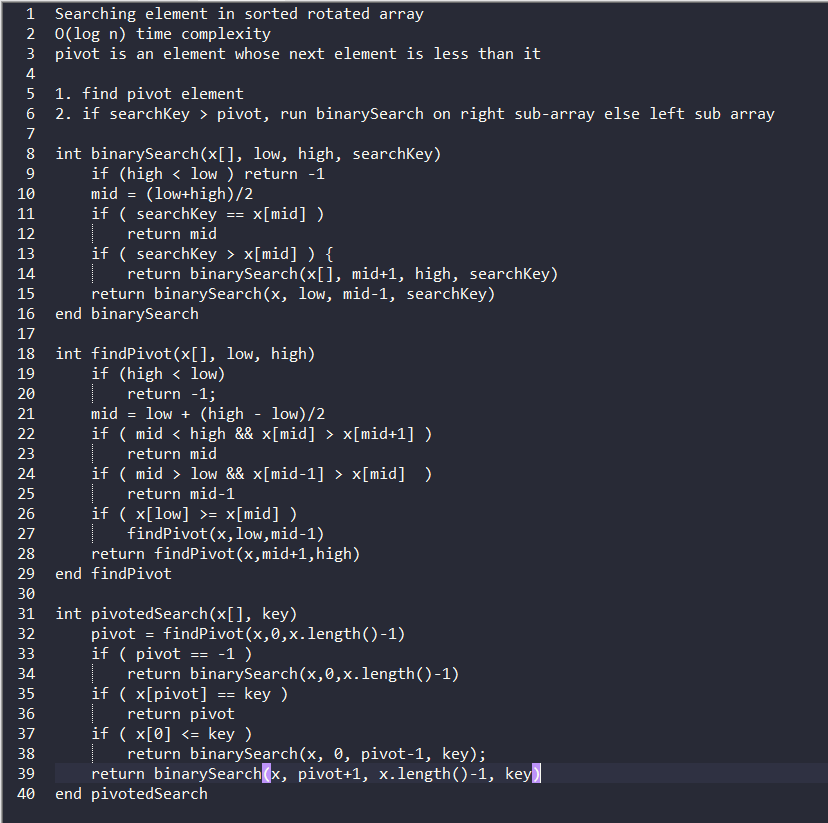 1 Searching element in sorted rotated array
2 O(log n) time complexity
3 pivot is an element whose next element is less than it
4
5 1. find pivot element
6 2. if searchKey > pivot, run binarySearch on right sub-array else left sub array
7
8 int binarySearch(x[], low, high, searchKey)
9     if (high < low ) return -1
10     mid = (low+high)/2
11     if ( searchKey == x[mid] )
12         return mid
13     if ( searchKey > x[mid] ) {
14         return binarySearch(x[], mid+1, high, searchKey)
15     return binarySearch(x, low, mid-1, searchKey)
16 end binarySearch
17
18 int findPivot(x[], low, high)
19     if (high < low)
20         return -1;
21     mid = low + (high - low)/2
22     if ( mid < high && x[mid] > x[mid+1] )
23         return mid
24     if ( mid > low && x[mid-1] > x[mid]  )
25         return mid-1
26     if ( x[low] >= x[mid] )
27         findPivot(x,low,mid-1)
28     return findPivot(x,mid+1,high)
29 end findPivot
30
31 int pivotedSearch(x[], key)
32     pivot = findPivot(x,0,x.length()-1)
33     if ( pivot == -1 )
34         return binarySearch(x,0,x.length()-1)
35     if ( x[pivot] == key )
36         return pivot
37     if ( x[0] <= key )
38         return binarySearch(x, 0, pivot-1, key);
39     return binarySearch(x, pivot+1, x.length()-1, key)
40 end pivotedSearch